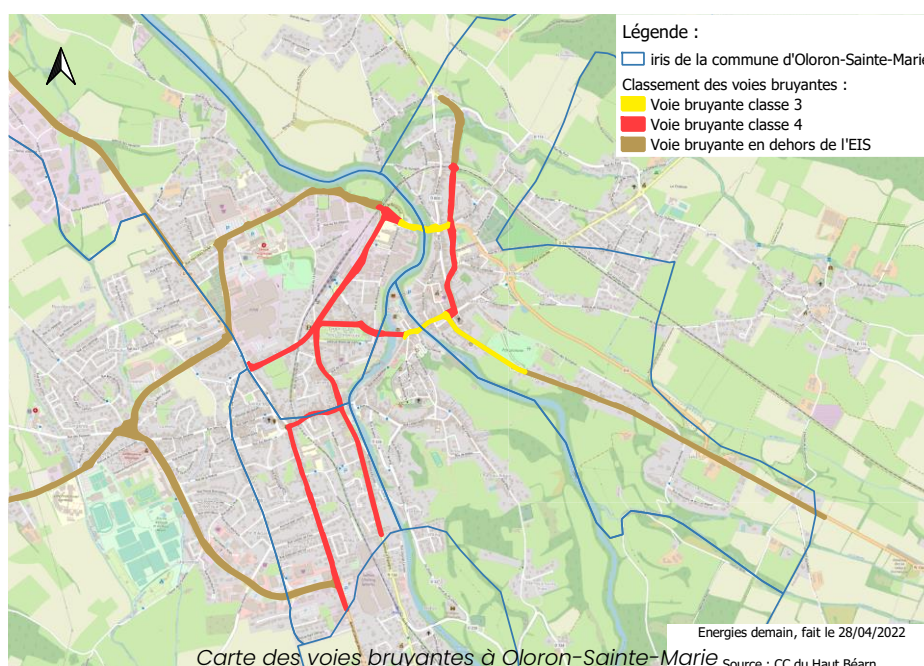 Légende :
iris de la commune d'Oloron-Sainte-Marie
Classement des voies bruyantes :
Voie bruyante classe 3
Voie bruyante classe 4
Voie bruyante en dehors de l'EIS
Energies demain, fait le 28/04/2022
Carte des voies bruyantes à Oloron-Sainte-Marie
Source : CC du Haut Béarn